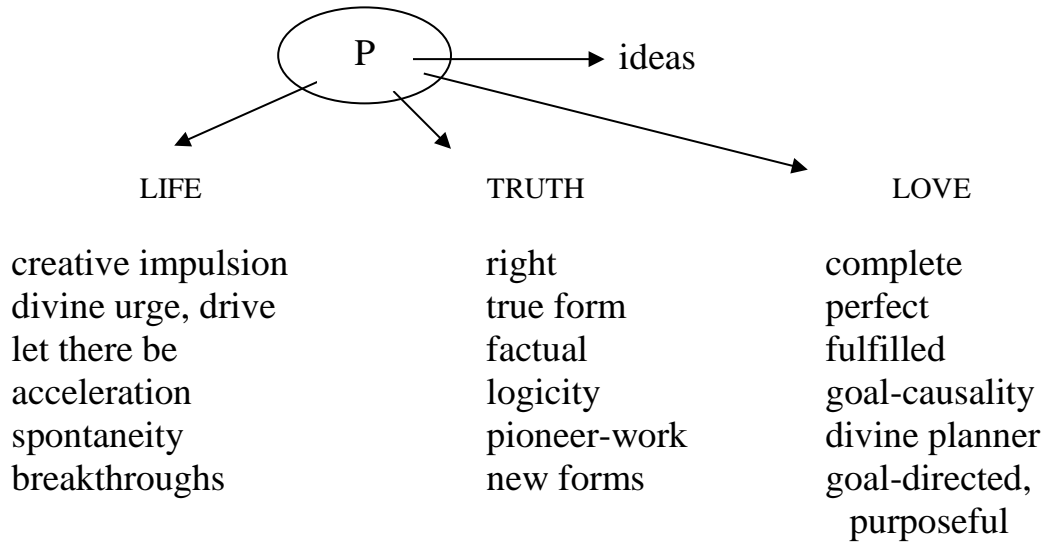 P
ideas
LIFE
creative impulsion
divine urge, drive
let there be
acceleration
spontaneity
breakthroughs
TRUTH
right
true form
factual
logicity
pioneer-work
new forms
LOVE
complete
perfect
fulfilled
goal-causality
divine planner
goal-directed,
purposeful